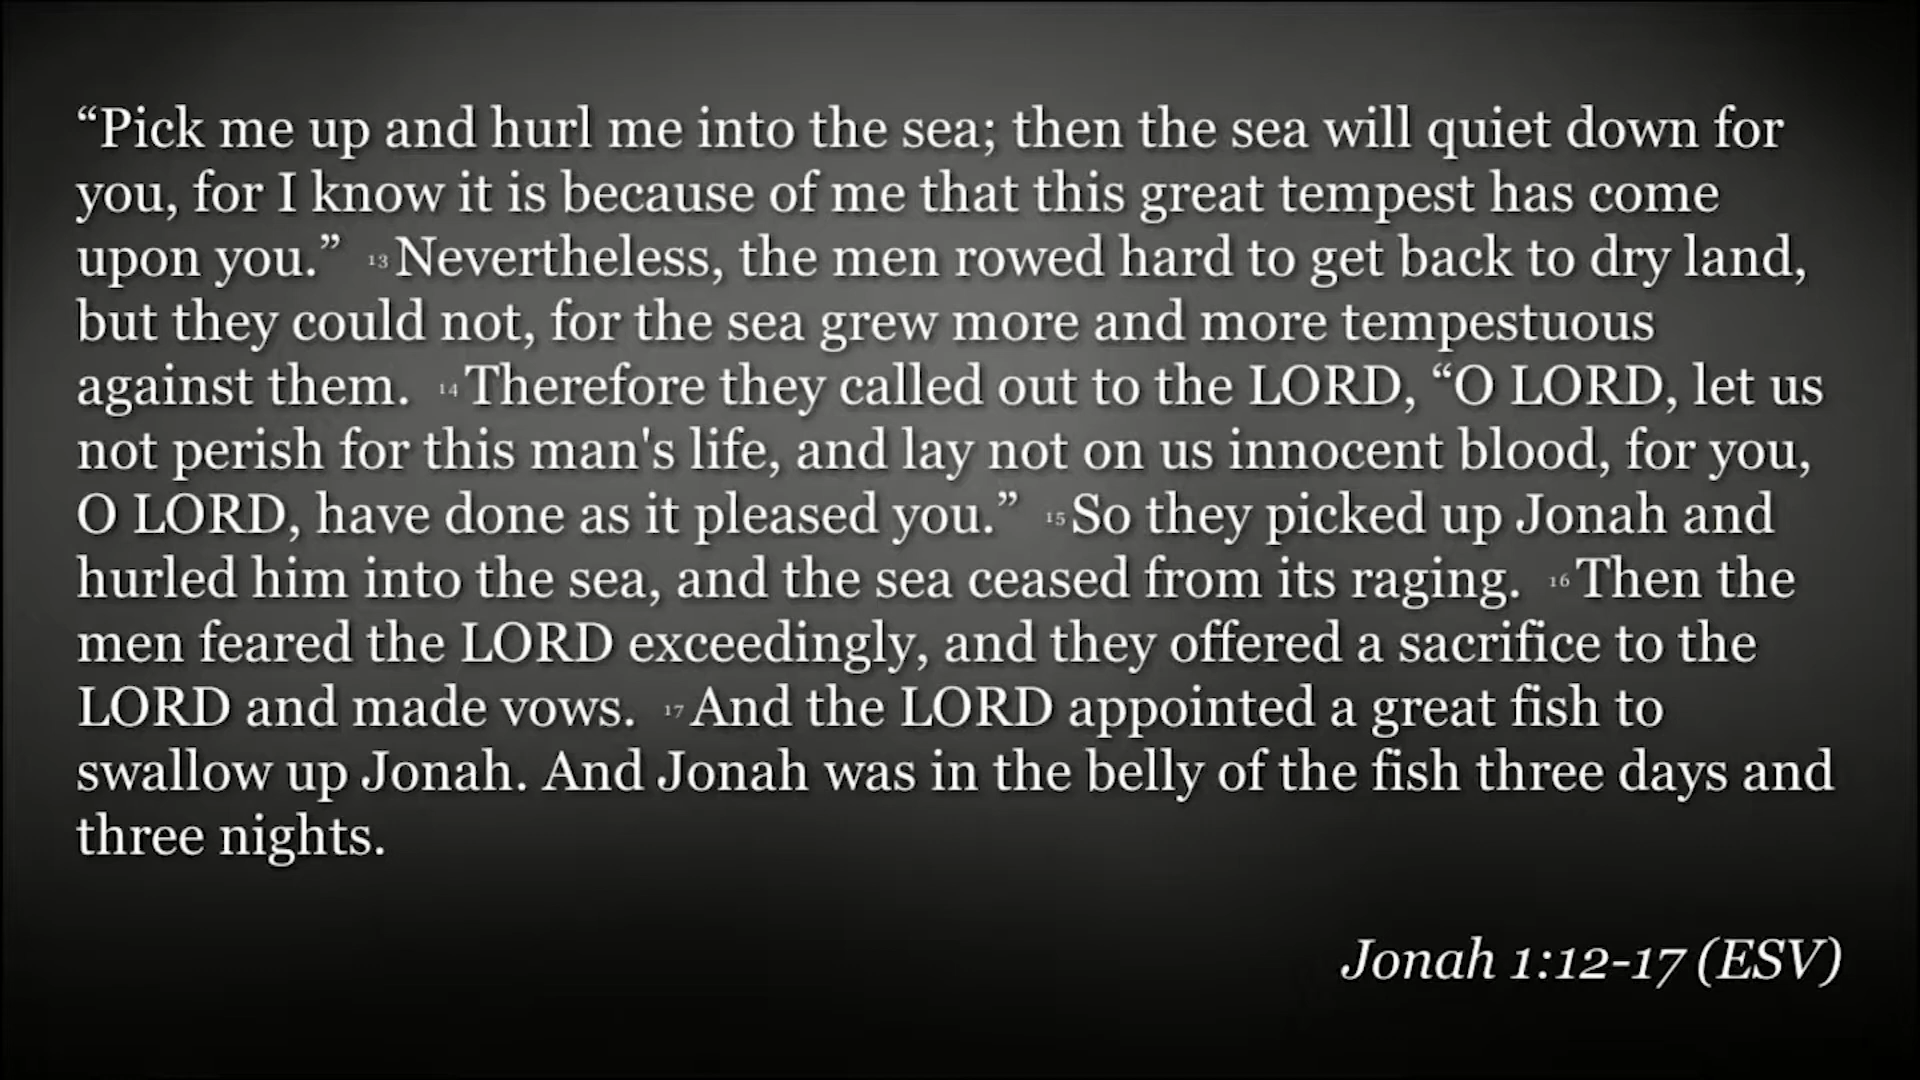 “Pick me up and hurl me into the sea; then the sea will quiet down for
you, for I know it is because of me that this great tempest has come
upon you.” 13 Nevertheless, the men rowed hard to get back to dry land,
but they could not, for the sea grew more and more tempestuous
against them. 14 Therefore they called out to the LORD, “O LORD, let us
not perish for this man's life, and lay not on us innocent blood, for you,
O LORD, have done as it pleased you.” 15 So they picked up Jonah and
hurled him into the sea, and the sea ceased from its raging. 16 Then the
men feared the LORD exceedingly, and they offered a sacrifice to the
LORD and made vows. 17 And the LORD appointed a great fish to
swallow up Jonah. And Jonah was in the belly of the fish three days and
three nights.
Jonah 1:12-17 (ESV)